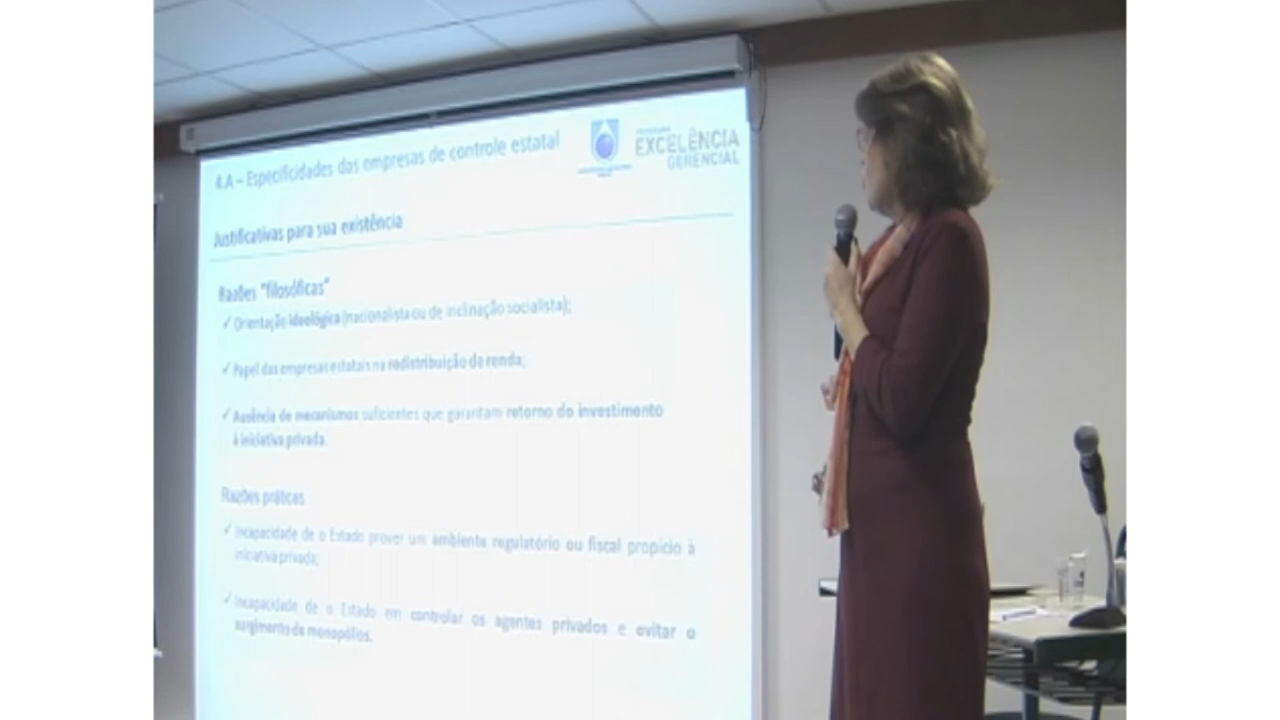 4.A – Especificidades das empresas de controle estatal
EXCELÊNCIA
GERENCIAL
Justificativas para sua existência
Razões "filosóficas"
✓ Orientação ideológica (nacionalista ou de inclinação socialista);
✓ Papel das empresas estatais na redistribuição de renda;
✓ Ausência de mecanismos suficientes que garantam retorno do investimento
à iniciativa privada.
Razões práticas
✓ Incapacidade de o Estado prover um ambiente regulatório ou fiscal propício à
iniciativa privada;
✓ Incapacidade de o Estado em controlar os agentes privados e evitar o
surgimento de monopólios.